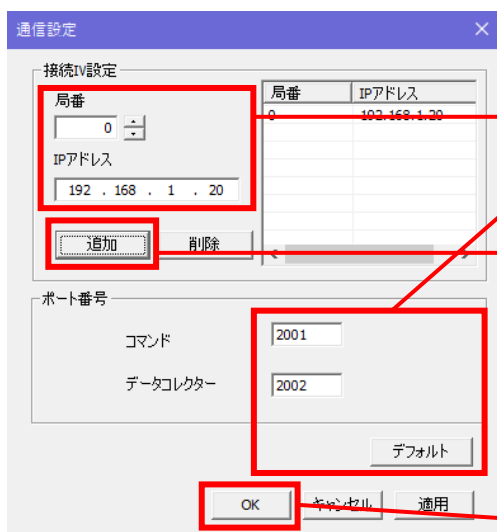 通信設定
接続IV設定
局番
0
IPアドレス
192 . 168 . 1 . 20
追加
削除
局番 IPアドレス
0 192.168.1.20
ポート番号
コマンド 2001
データコレクター 2002
デフォルト
OK キャンセル 適用